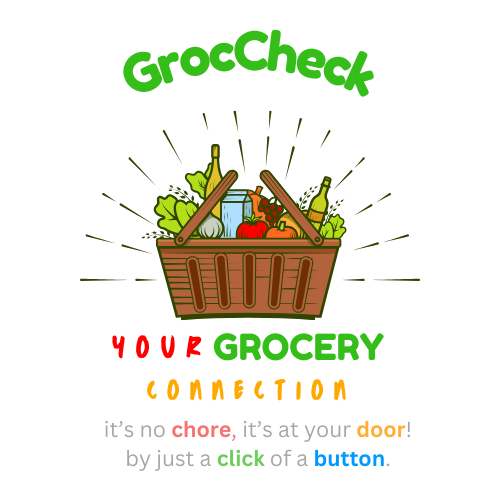 GrocCheck
YOUR GROCERY
CONNECTION
it's no chore, it's at your door!
by just a click of a button.